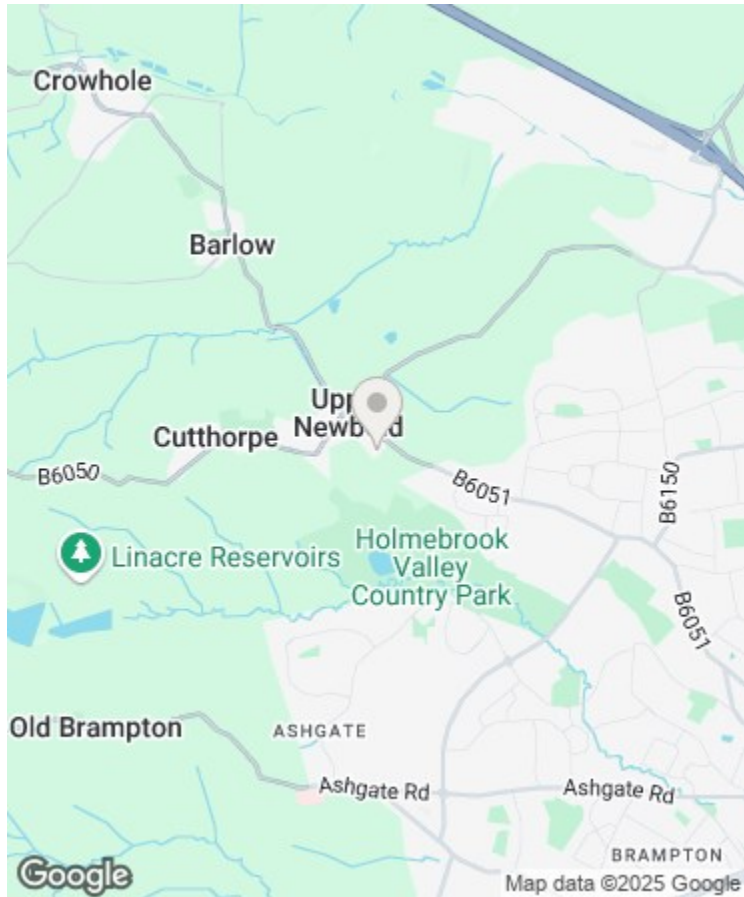 Crowhole
Barlow
Upp
Newb ld
Cutthorpe
B6050
B6051
B6150
Linacre Reservoirs
Holmebrook
Valley
Country Park
B6051
Old Brampton
ASHGATE
Ashgate Rd
Ashgate Rd
BRAMPTON
Google
Map data ©2025 Google